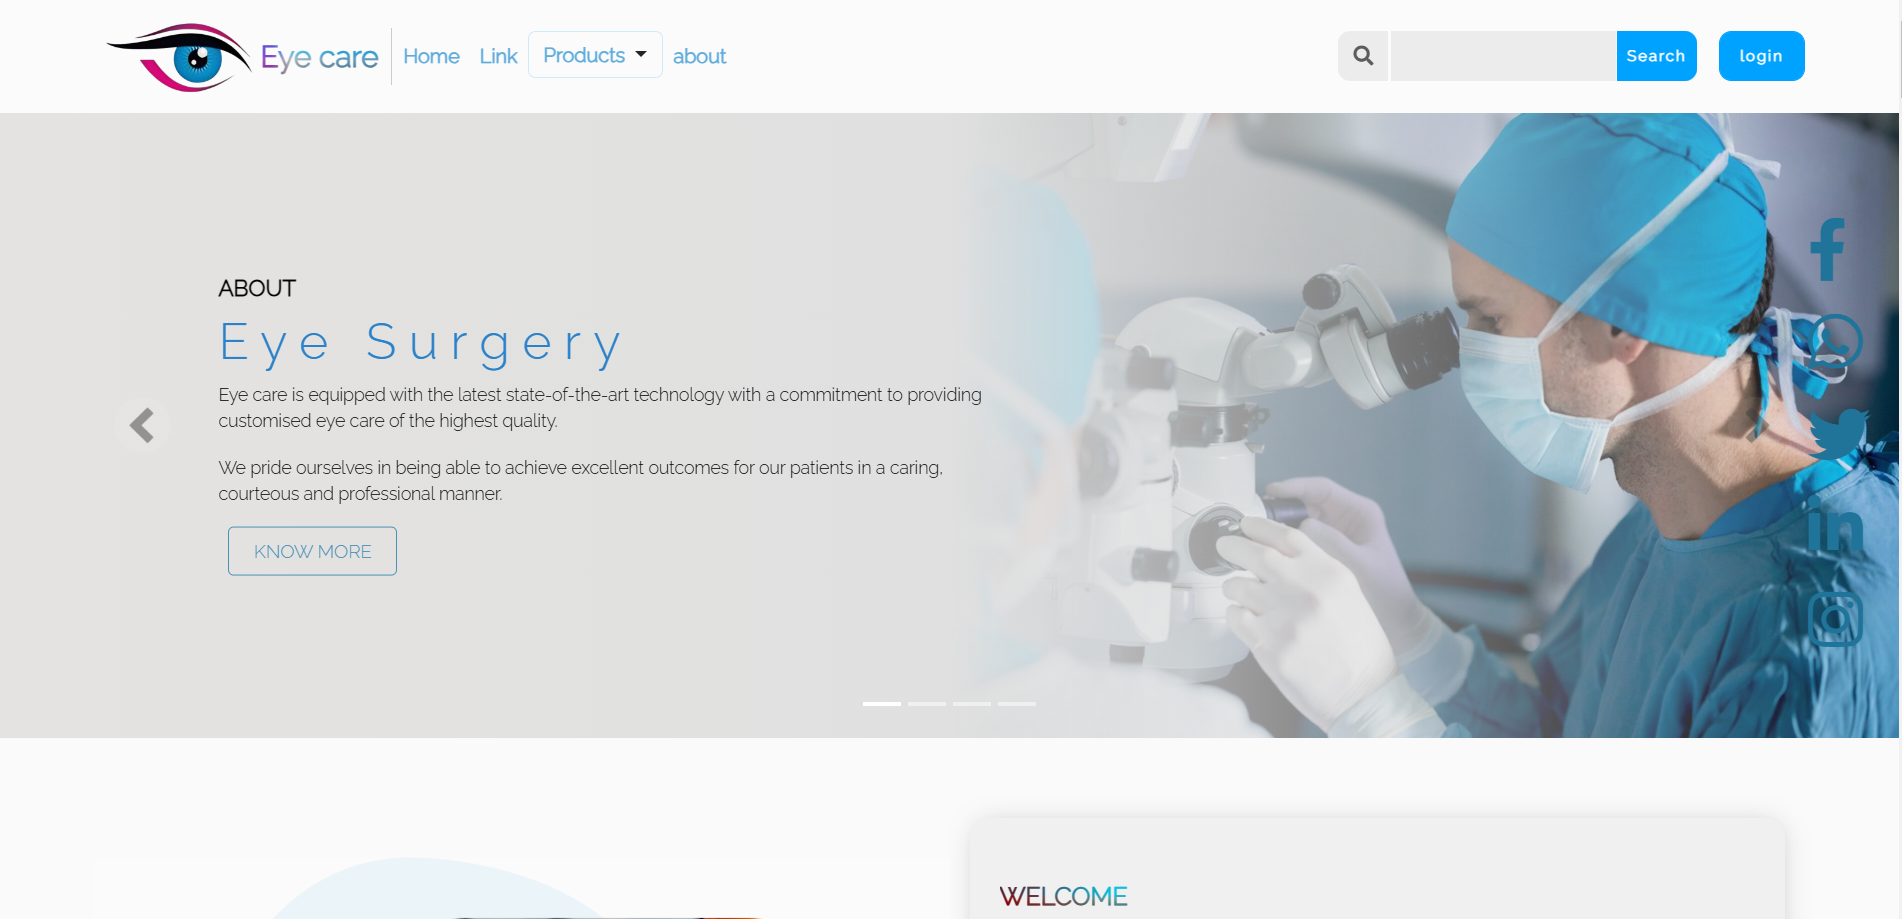 Eye care
Home
Link
Products
about
Search
login
ABOUT
Eye Surgery
Eye care is equipped with the latest state-of-the-art technology with a commitment to providing
customised eye care of the highest quality.
We pride ourselves in being able to achieve excellent outcomes for our patients in a caring,
courteous and professional manner.
KNOW MORE
WELCOME